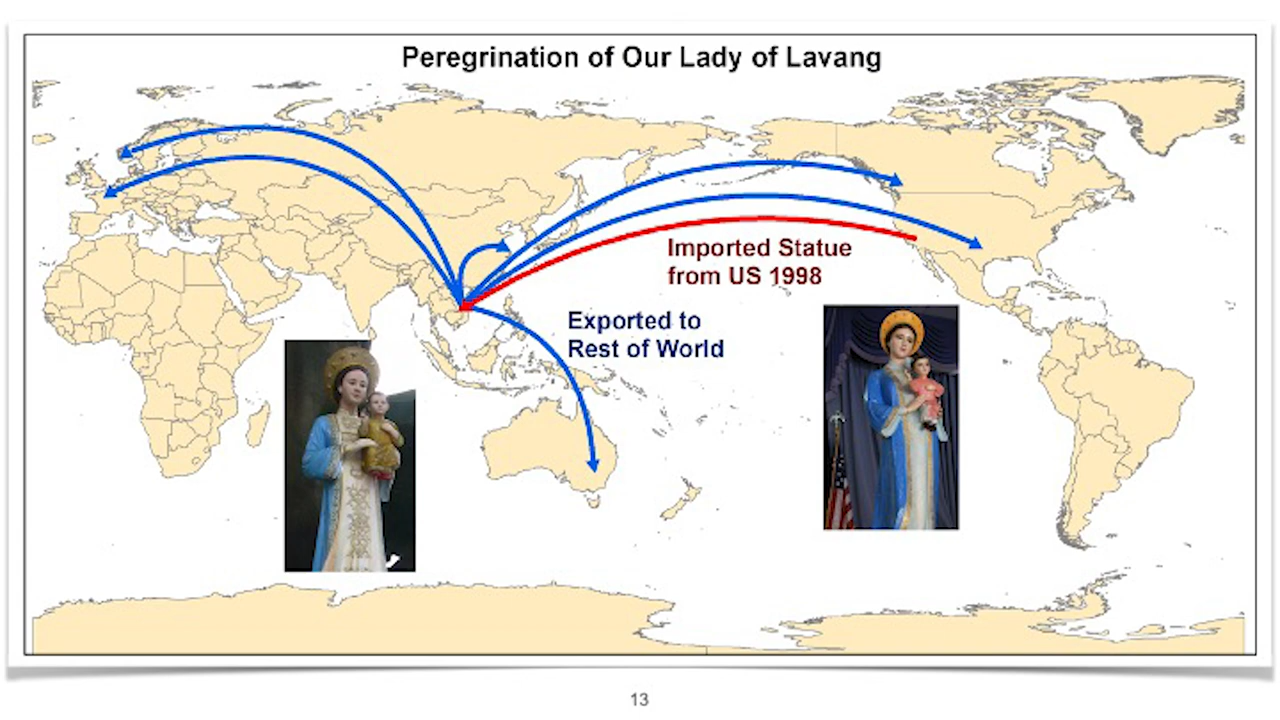 Peregrination of Our Lady of Lavang
Imported Statue
from US 1998
Exported to
Rest of World
13